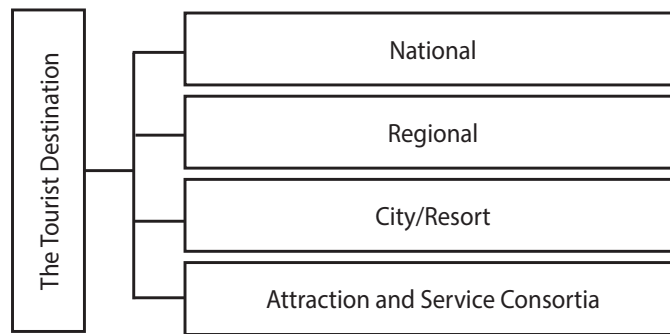 The Tourist Destination
National
Regional
City/Resort
Attraction and Service Consortia